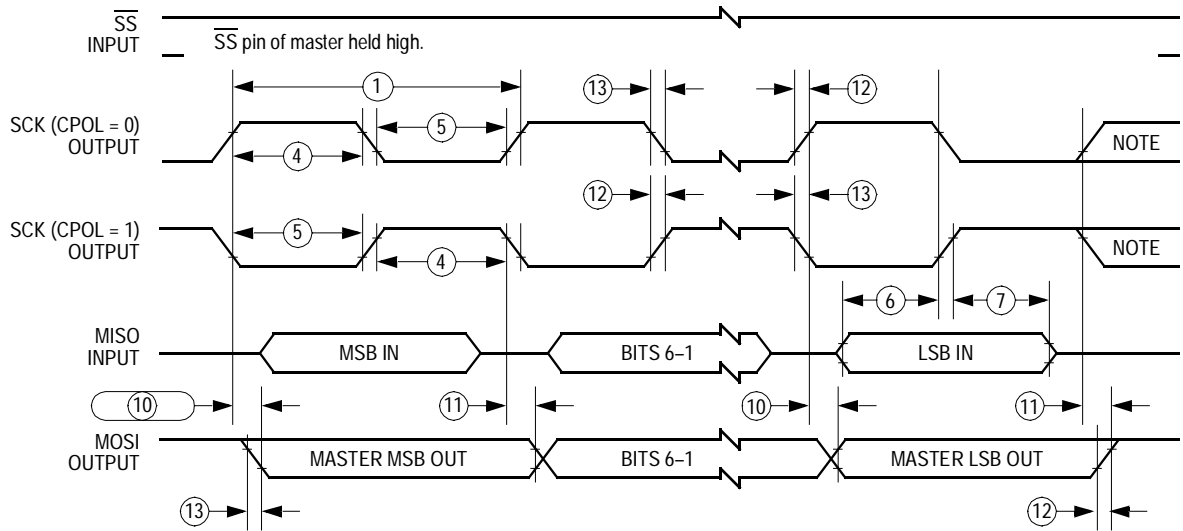 SS
INPUT
SS pin of master held high.
1
13
12
SCK (CPOL = 0)
OUTPUT
5
4
NOTE
12
13
SCK (CPOL = 1)
OUTPUT
5
4
NOTE
6
7
MISO
INPUT
MSB IN
BITS 6–1
LSB IN
10
11
10
11
MOSI
OUTPUT
MASTER MSB OUT
BITS 6–1
MASTER LSB OUT
13
12